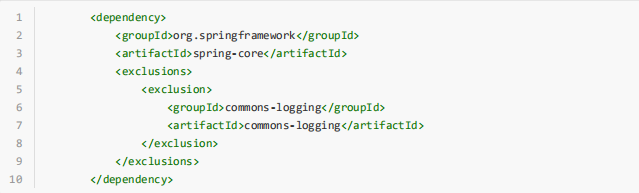 1 <dependency>
2 <groupId>org.springframework</groupId>
3 <artifactId>spring-core</artifactId>
4 <exclusions>
5 <exclusion>
6 <groupId>commons-logging</groupId>
7 <artifactId>commons-logging</artifactId>
8 </exclusion>
9 </exclusions>
10 </dependency>